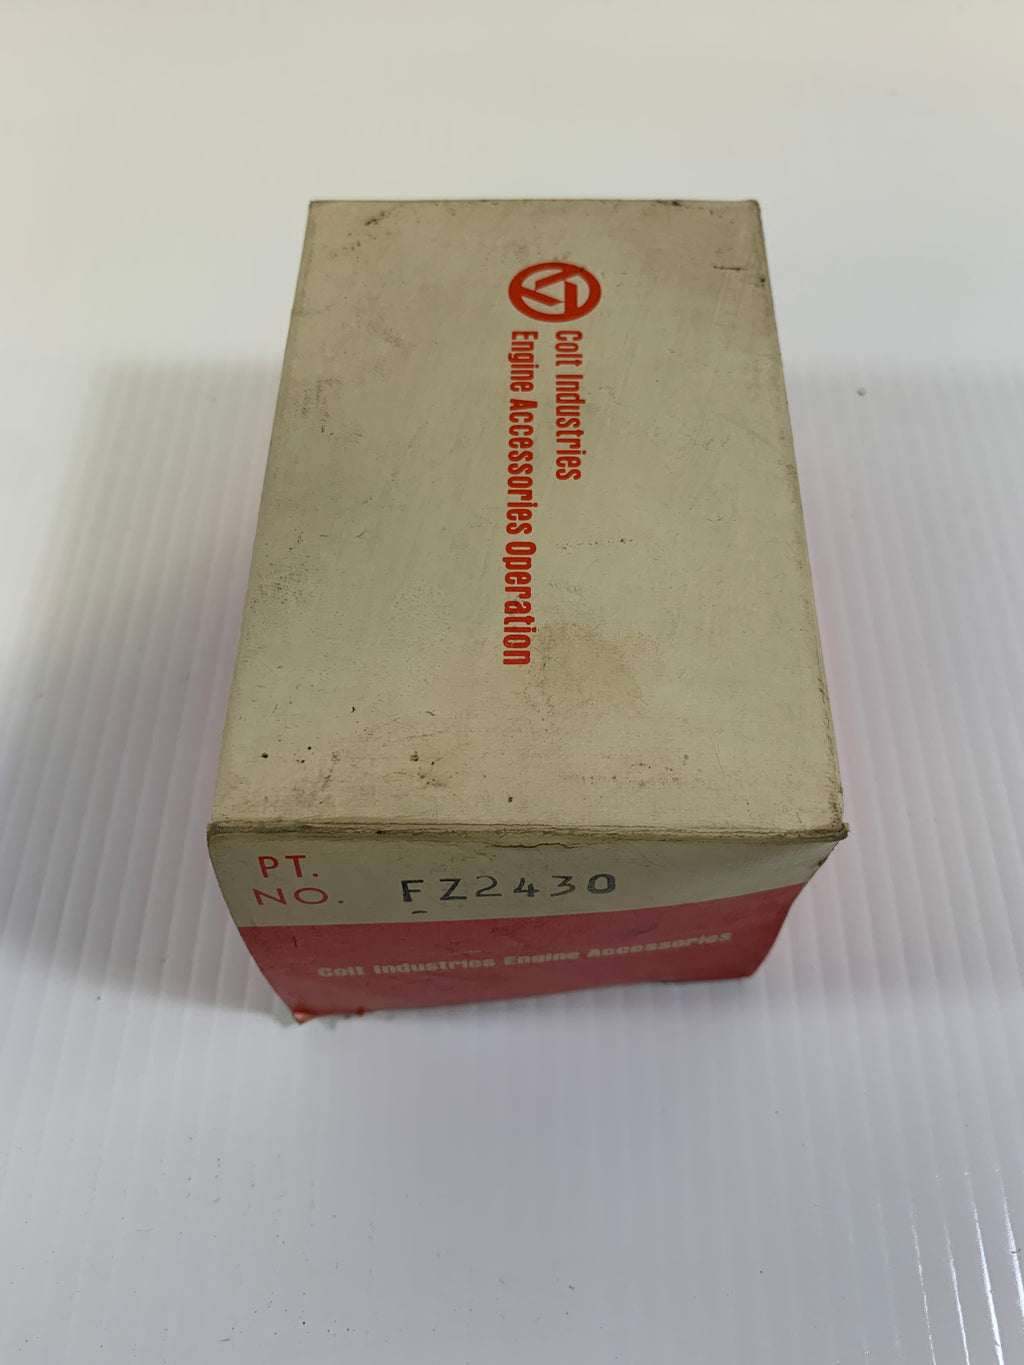 Colt Industries
Engine Accessories Operation
PT.
NO. FZ2430
Colt Industries Engine Accessories